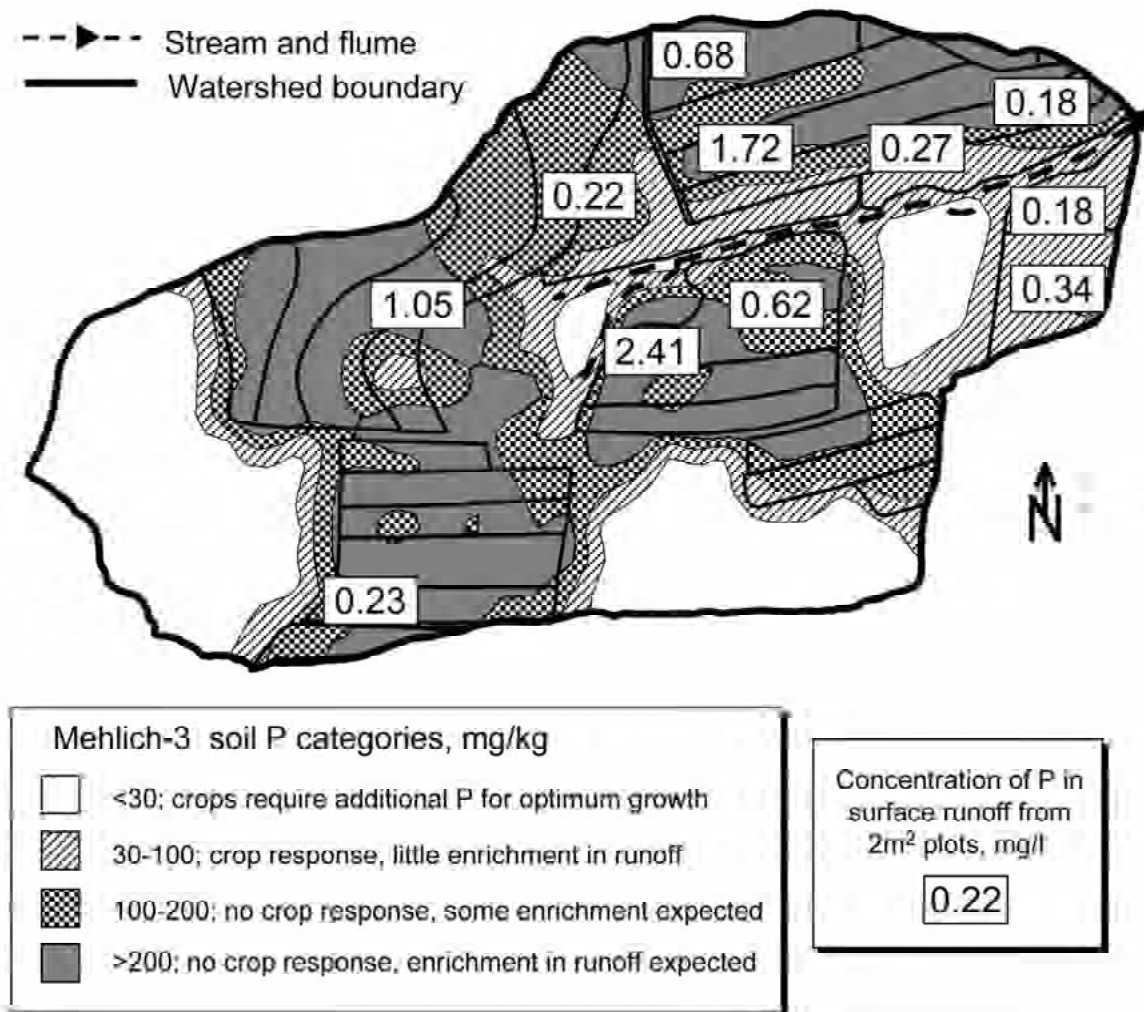 Stream and flume
Watershed boundary
0.68
0.18
1.72
0.27
0.22
0.18
0.34
1.05
0.62
2.41
0.23
N
Mehlich-3 soil P categories, mg/kg
<30; crops require additional P for optimum growth
30-100; crop response, little enrichment in runoff
100-200; no crop response, some enrichment expected
>200; no crop response, enrichment in runoff expected
Concentration of P in
surface runoff from
2m² plots, mg/l
0.22